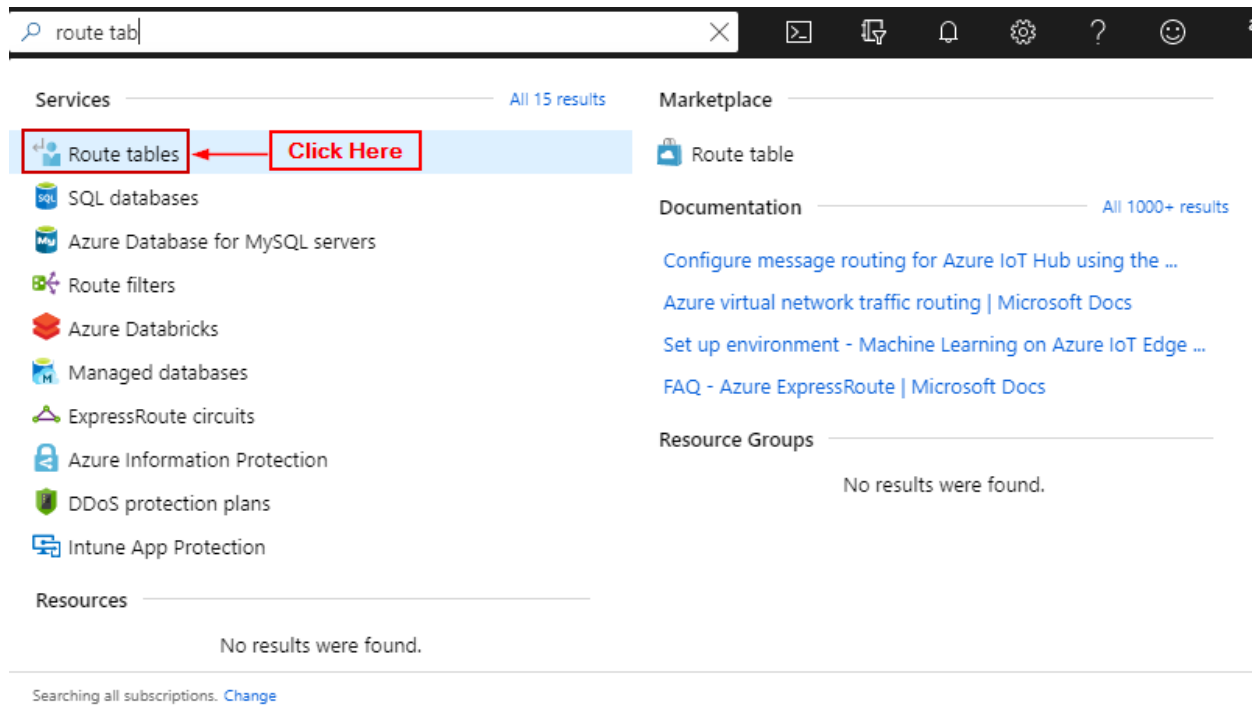 route tab
Services
All 15 results
Route tables
Click Here
SQL databases
Azure Database for MySQL servers
Route filters
Azure Databricks
Managed databases
ExpressRoute circuits
Azure Information Protection
DDoS protection plans
Intune App Protection
Resources
No results were found.
Marketplace
Route table
Documentation
All 1000+ results
Configure message routing for Azure IoT Hub using the ...
Azure virtual network traffic routing | Microsoft Docs
Set up environment - Machine Learning on Azure IoT Edge ...
FAQ - Azure ExpressRoute | Microsoft Docs
Resource Groups
No results were found.
Searching all subscriptions. Change